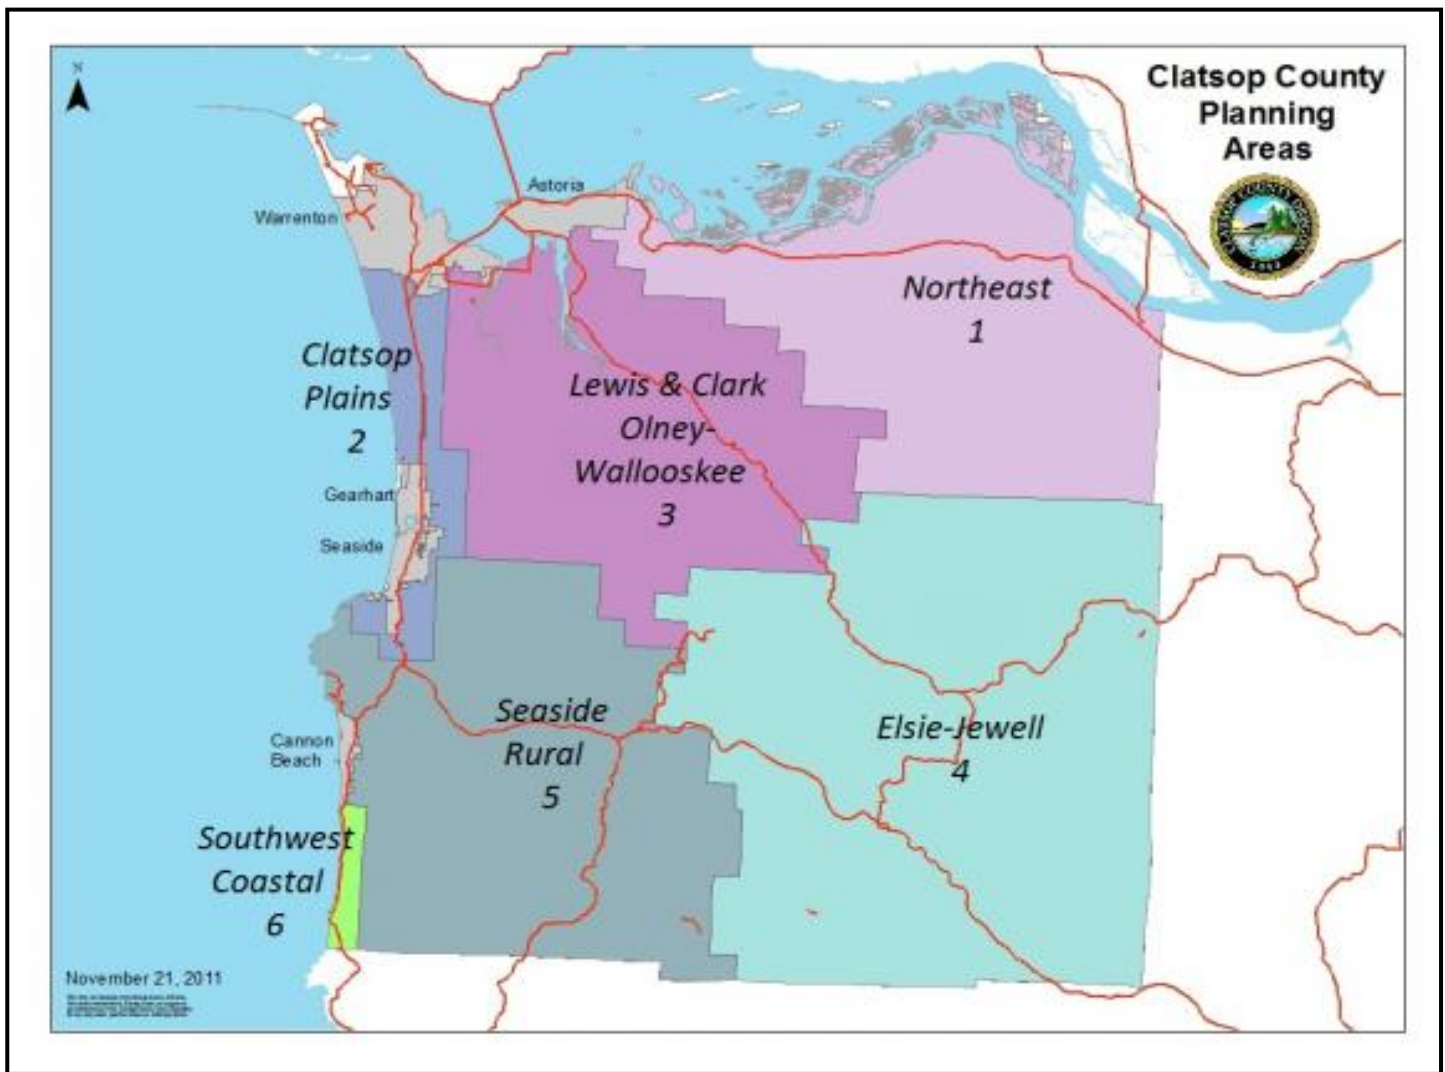 N
Clatsop County
Planning
Areas
Astoria
Warrenton
Northeast
1
Clatsop
Plains
2
Lewis & Clark
Olney-
Wallooskee
3
Gearhart
Seaside
Seaside
Rural
5
Elsie-Jewell
4
Cannon
Beach
Southwest
Coastal
6
November 21, 2011